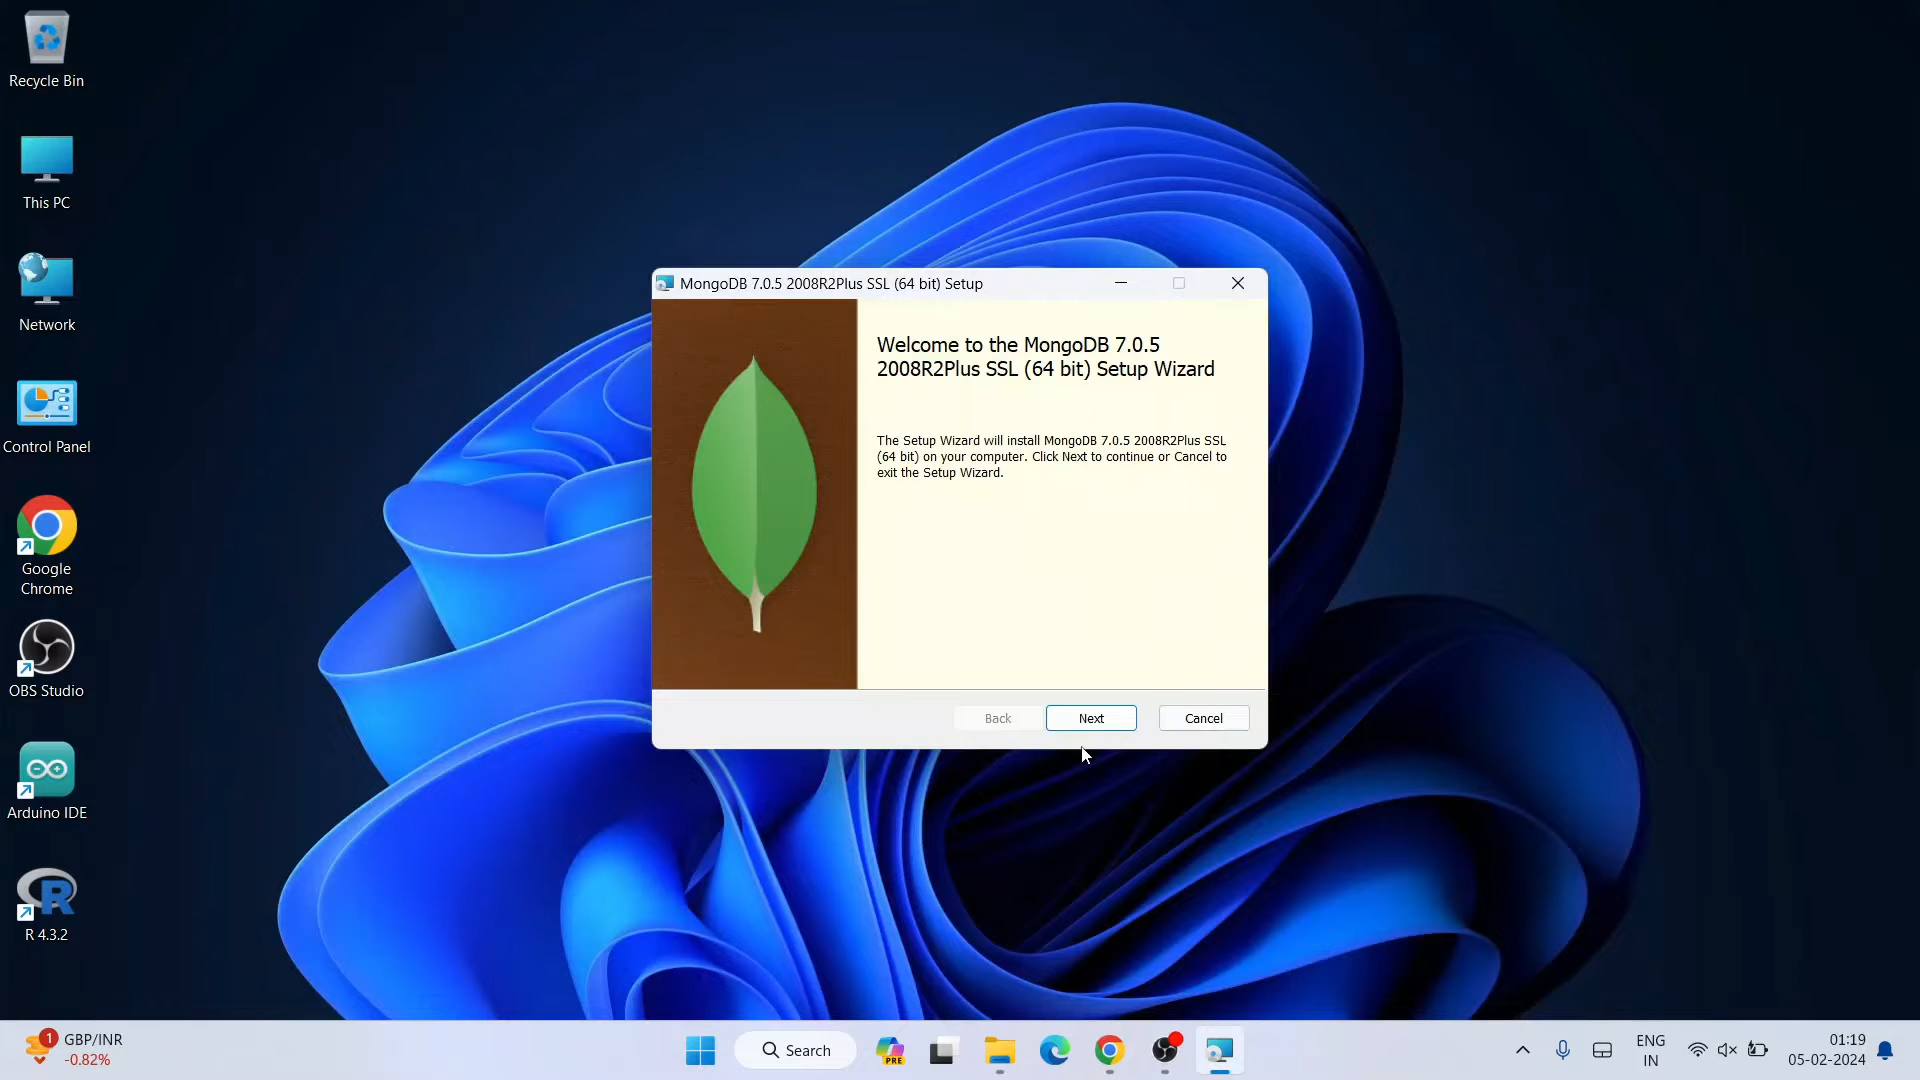 Recycle Bin
This PC
Network
Control Panel
Google
Chrome
OBS Studio
Arduino IDE
R 4.3.2
MongoDB 7.0.5 2008R2Plus SSL (64 bit) Setup
Welcome to the MongoDB 7.0.5
2008R2Plus SSL (64 bit) Setup Wizard
The Setup Wizard will install MongoDB 7.0.5 2008R2Plus SSL
(64 bit) on your computer. Click Next to continue or Cancel to
exit the Setup Wizard.
Back
Next
Cancel
1
GBP/INR
-0.82%
Search
PRE
ENG
IN
01:19
05-02-2024